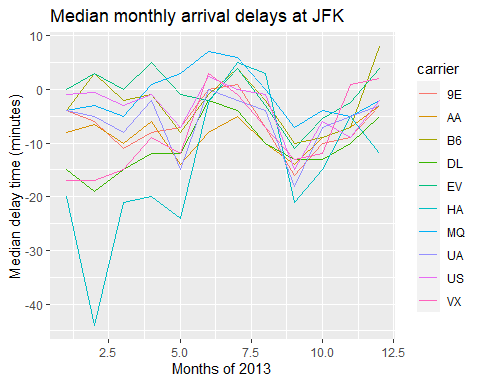 Median monthly arrival delays at JFK
10
0
-10
-20
-30
-40
Median delay time (minutes)
2.5 5.0 7.5 10.0 12.5
Months of 2013
carrier
9E
AA
B6
DL
EV
HA
MQ
UA
US
VX